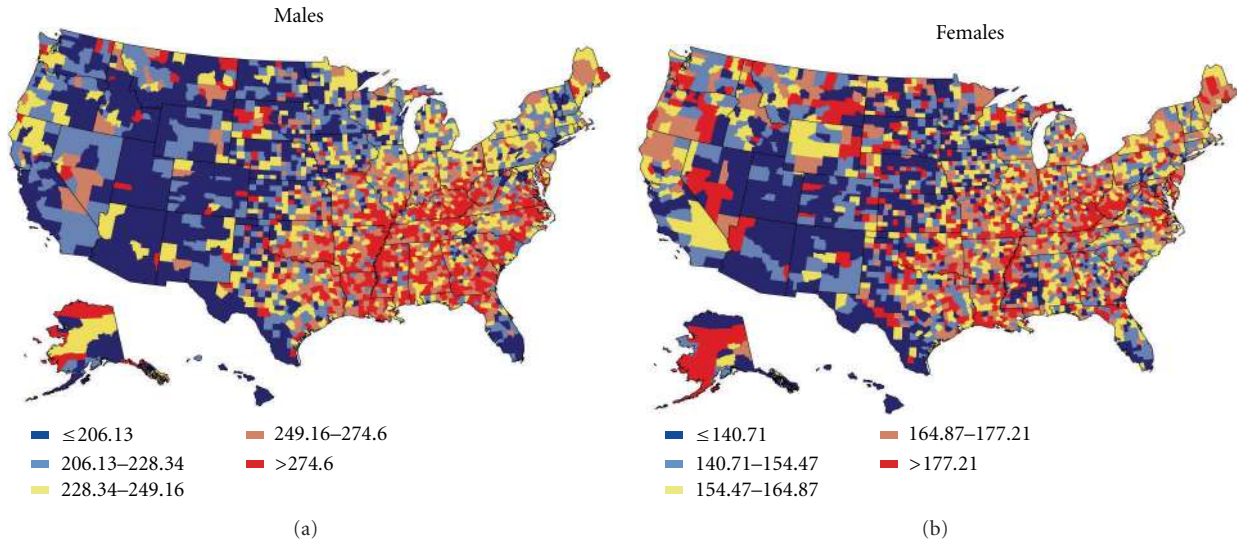 Males
≤206.13
206.13–228.34
228.34–249.16
249.16–274.6
>274.6
(a)
Females
≤140.71
140.71–154.47
154.47–164.87
164.87–177.21
>177.21
(b)